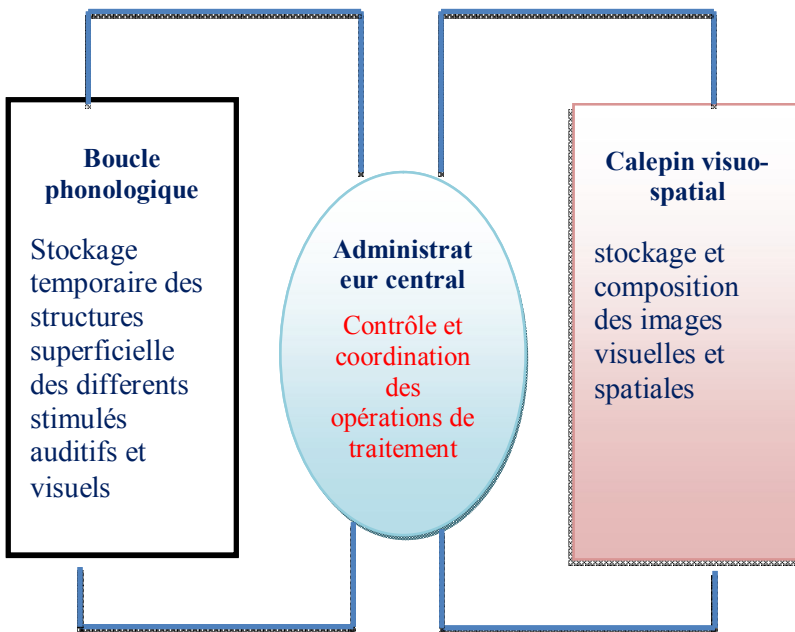 Boucle
phonologique
Stockage
temporaire des
structures
superficielle
des differents
stimulés
auditifs et
visuels
Administrat
eur central
Contrôle et
coordination
des
opérations de
traitement
Calepin visuo-
spatial
stockage et
composition
des images
visuelles et
spatiales